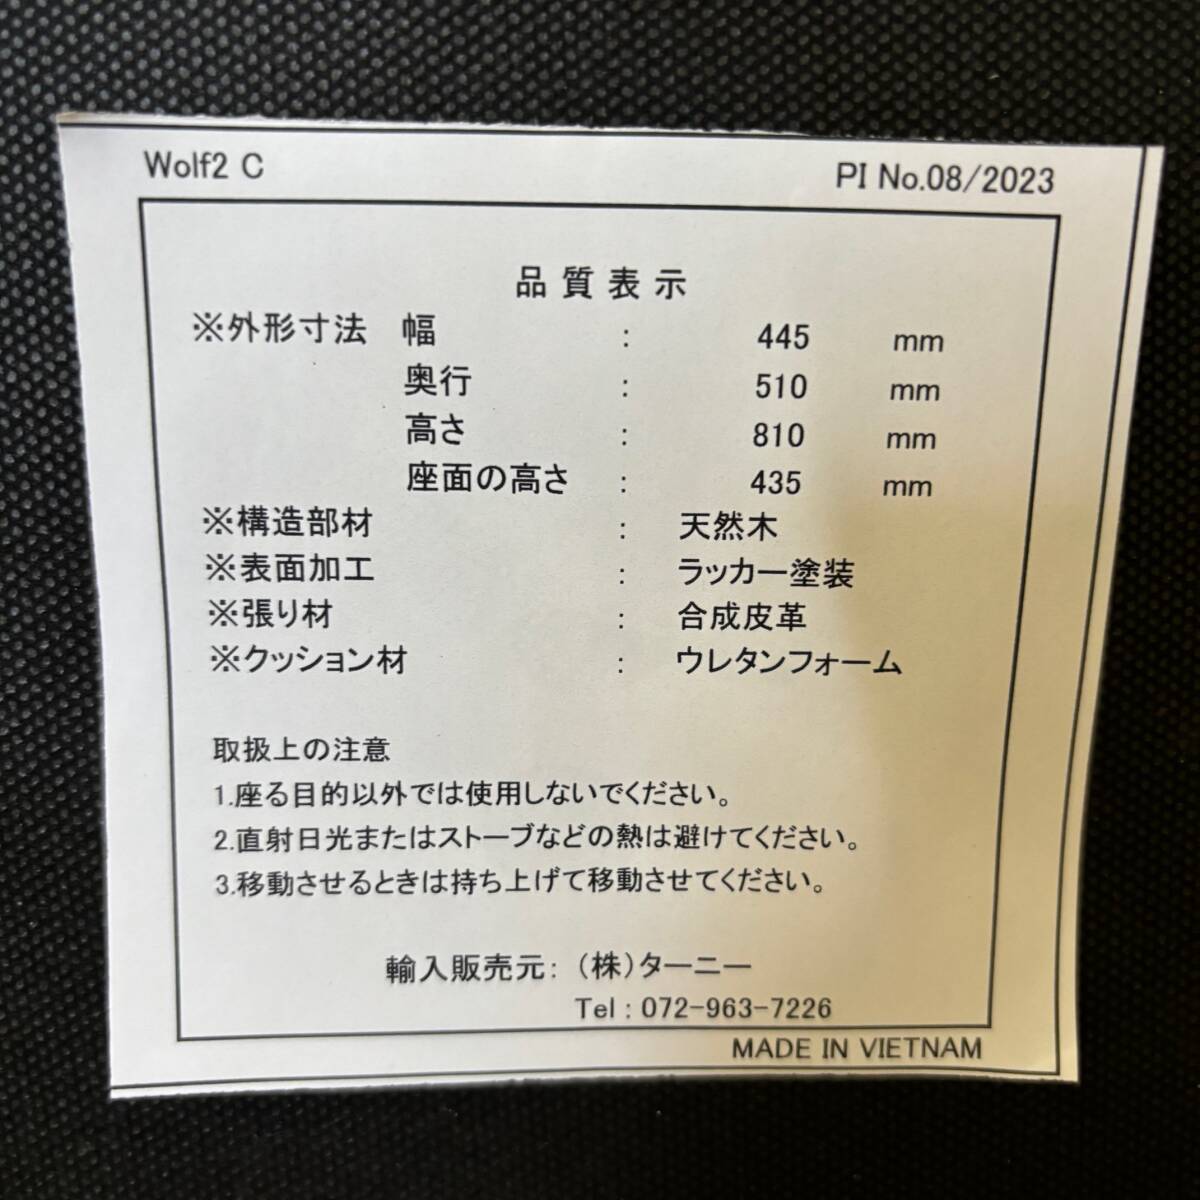 Wolf2 C PI No.08/2023
品質表示
※外形寸法 幅 : 445 mm
奥行 : 510 mm
高さ : 810 mm
座面の高さ : 435 mm
※構造部材 : 天然木
※表面加工 : ラッカー塗装
※張り材 : 合成皮革
※クッション材 : ウレタンフォーム
取扱上の注意
1.座る目的以外では使用しないでください。
2.直射日光またはストーブなどの熱は避けてください。
3.移動させるときは持ち上げて移動させてください。
輸入販売元: (株)ターニー
Tel : 072-963-7226
MADE IN VIETNAM